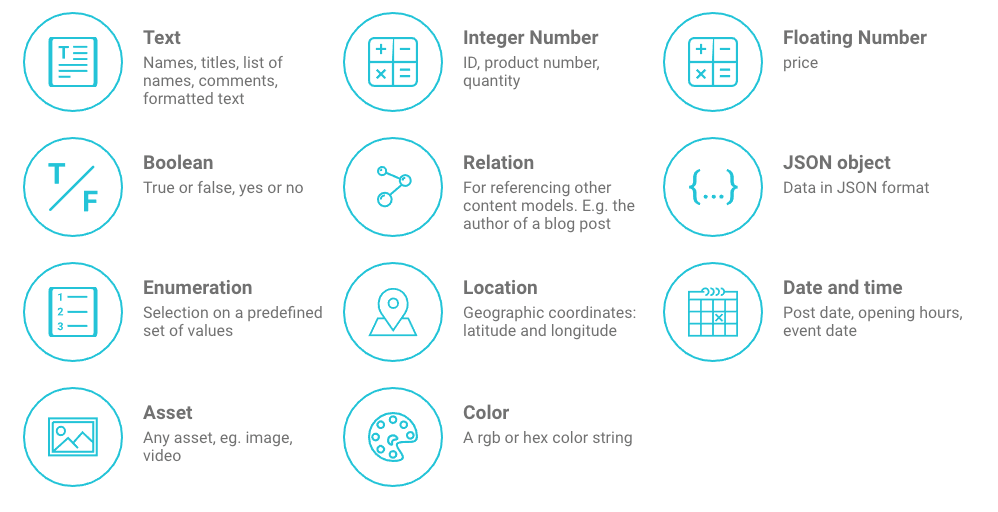 Text
Names, titles, list of
names, comments,
formatted text
Integer Number
ID, product number,
quantity
Floating Number
price
Boolean
True or false, yes or no
Relation
For referencing other
content models. E.g. the
author of a blog post
JSON object
Data in JSON format
Enumeration
Selection on a predefined
set of values
Location
Geographic coordinates:
latitude and longitude
Date and time
Post date, opening hours,
event date
Asset
Any asset, eg. image,
video
Color
A rgb or hex color string
T
T
F
{...}
1
2
3